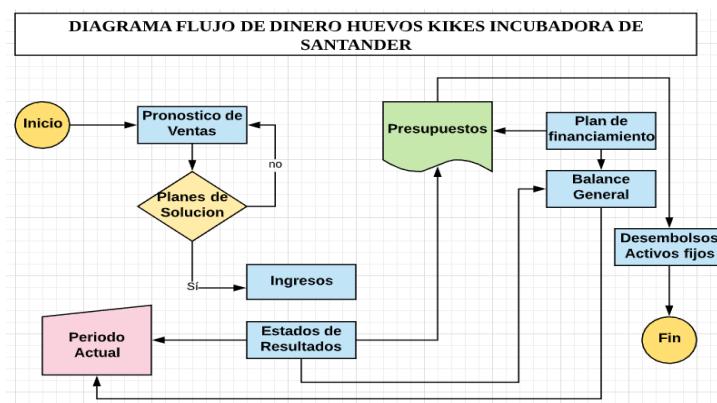 DIAGRAMA FLUJO DE DINERO HUEVOS KIKES INCUBADORA DE
SANTANDER
Inicio
Pronostico de
Ventas
no
Planes de
Solucion
Sí
Ingresos
Periodo
Actual
Estados de
Resultados
Presupuestos
Plan de
financiamiento
Balance
General
Desembolsos
Activos fijos
Fin